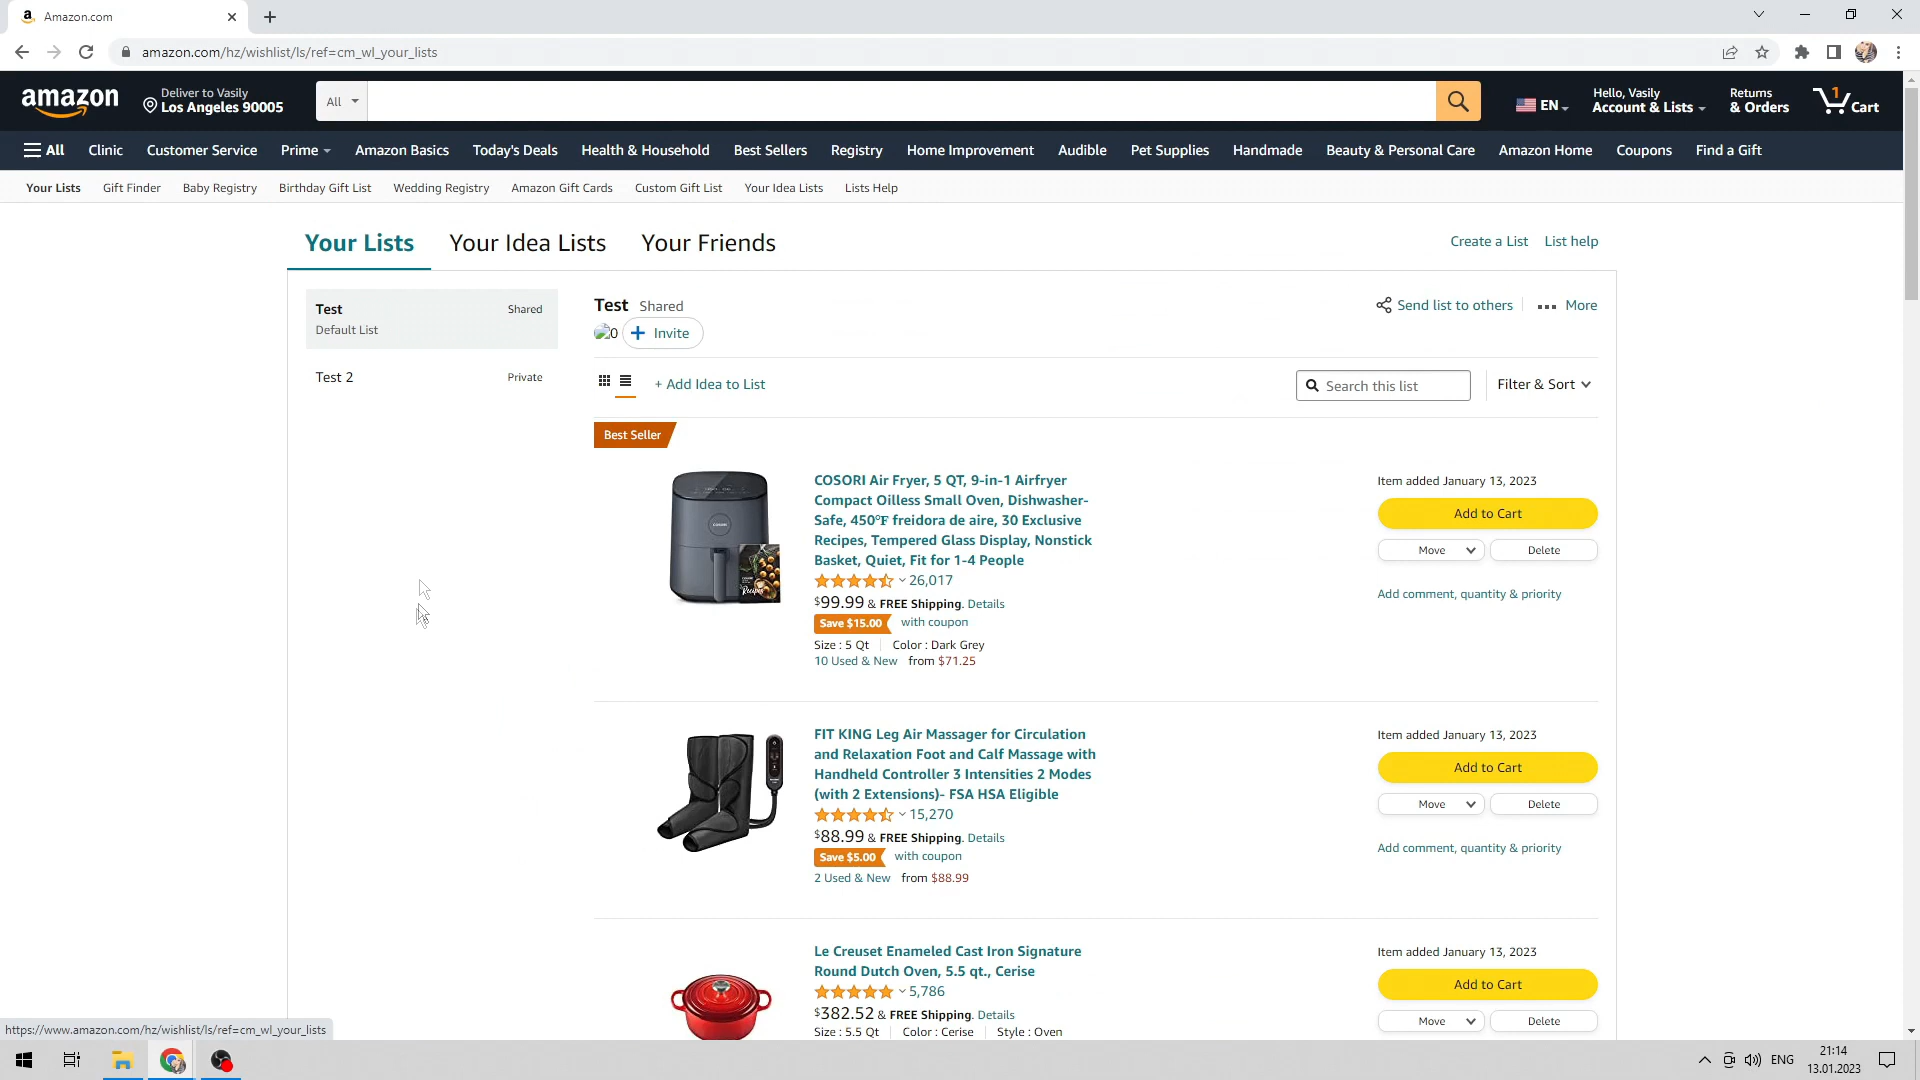 Amazon.com
amazon.com/hz/wishlist/ls/ref=cm_wl_your_lists
amazon
Deliver to Vasily
Los Angeles 90005
All
EN
Hello, Vasily
Account & Lists
Returns
& Orders
1
Cart
All
Clinic
Customer Service
Prime
Amazon Basics
Today's Deals
Health & Household
Best Sellers
Registry
Home Improvement
Audible
Pet Supplies
Handmade
Beauty & Personal Care
Amazon Home
Coupons
Find a Gift
Your Lists
Gift Finder
Baby Registry
Birthday Gift List
Wedding Registry
Amazon Gift Cards
Custom Gift List
Your Idea Lists
Lists Help
Your Lists
Your Idea Lists
Your Friends
Create a List
List help
Test
Shared
Default List
Test 2
Private
Test Shared
Send list to others
More
0
Invite
+ Add Idea to List
Search this list
Filter & Sort
Best Seller
COSORI Air Fryer, 5 QT, 9-in-1 Airfryer
Compact Oilless Small Oven, Dishwasher-
Safe, 450℉ freidora de aire, 30 Exclusive
Recipes, Tempered Glass Display, Nonstick
Basket, Quiet, Fit for 1-4 People
26,017
$99.99 & FREE Shipping. Details
Save $15.00 with coupon
Size : 5 Qt
Color : Dark Grey
10 Used & New from $71.25
COSORI
Recipes
Item added January 13, 2023
Add to Cart
Move
Delete
Add comment, quantity & priority
FIT KING Leg Air Massager for Circulation
and Relaxation Foot and Calf Massage with
Handheld Controller 3 Intensities 2 Modes
(with 2 Extensions)- FSA HSA Eligible
15,270
$88.99 & FREE Shipping. Details
Save $5.00 with coupon
2 Used & New from $88.99
Item added January 13, 2023
Add to Cart
Move
Delete
Add comment, quantity & priority
Le Creuset Enameled Cast Iron Signature
Round Dutch Oven, 5.5 qt., Cerise
5,786
$382.52 & FREE Shipping. Details
Size : 5.5 Qt
Color : Cerise
Style : Oven
Item added January 13, 2023
Add to Cart
Move
Delete
https://www.amazon.com/hz/wishlist/ls/ref=cm_wl_your_lists
ENG
21:14
13.01.2023